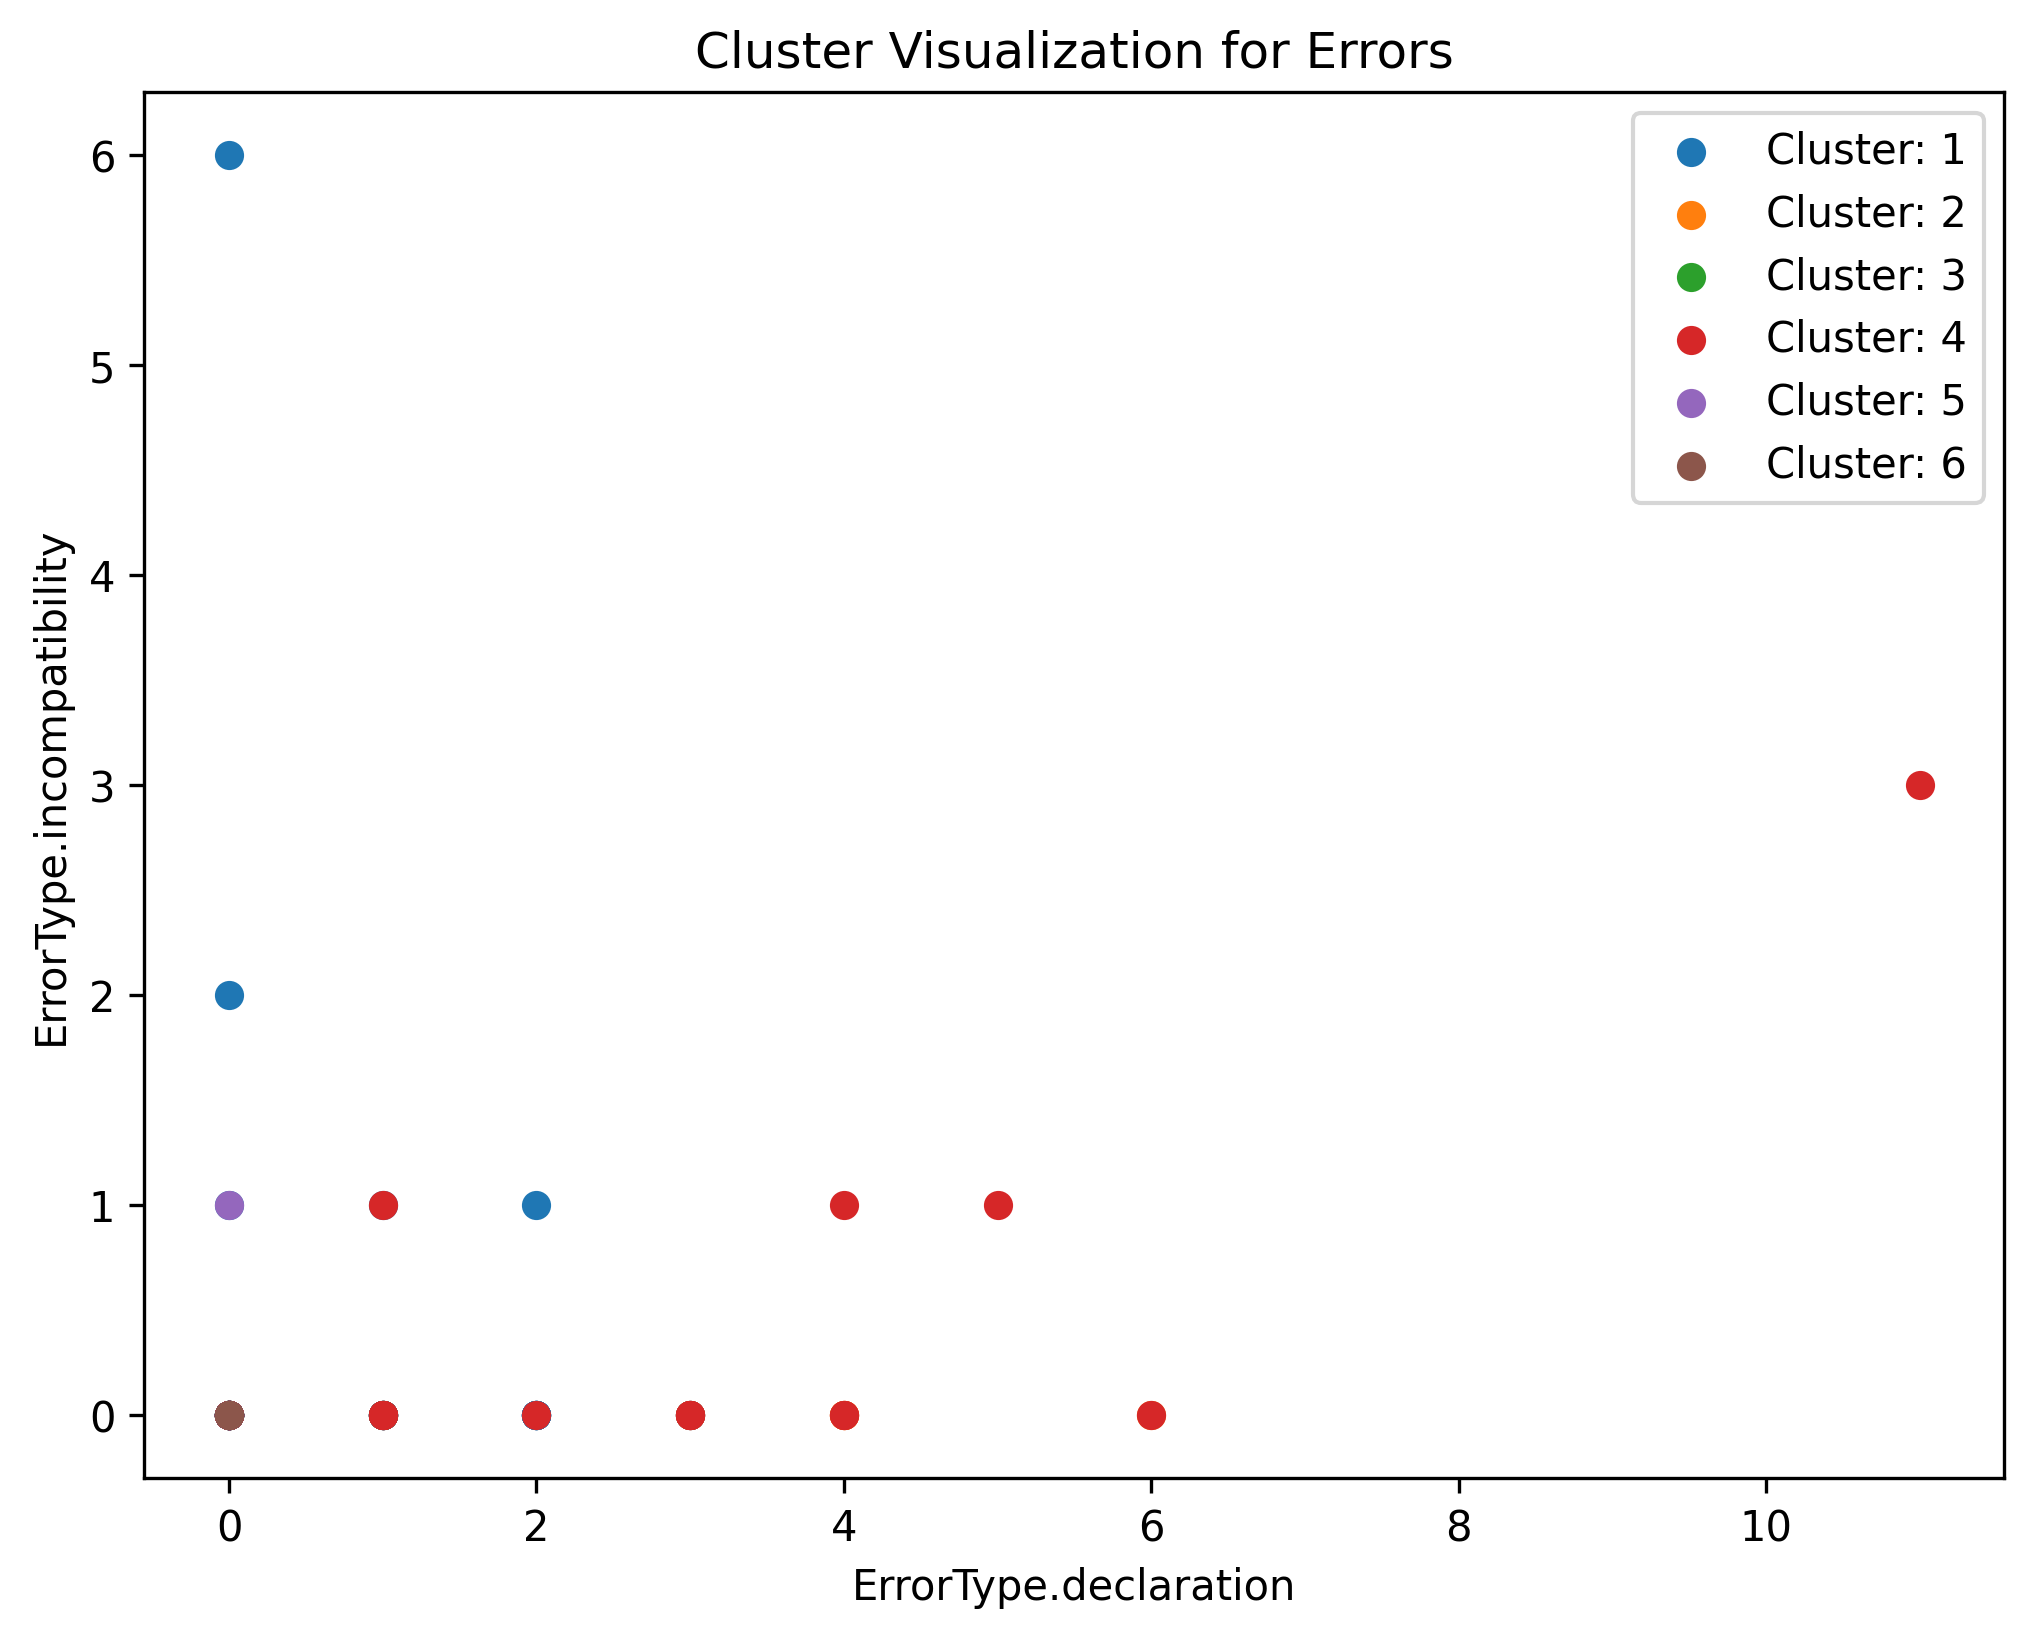 Cluster Visualization for Errors
Cluster: 1
Cluster: 2
Cluster: 3
Cluster: 4
Cluster: 5
Cluster: 6
ErrorType.incompatibility
6
5
4
3
2
1
0
0 2 4 6 8 10
ErrorType.declaration